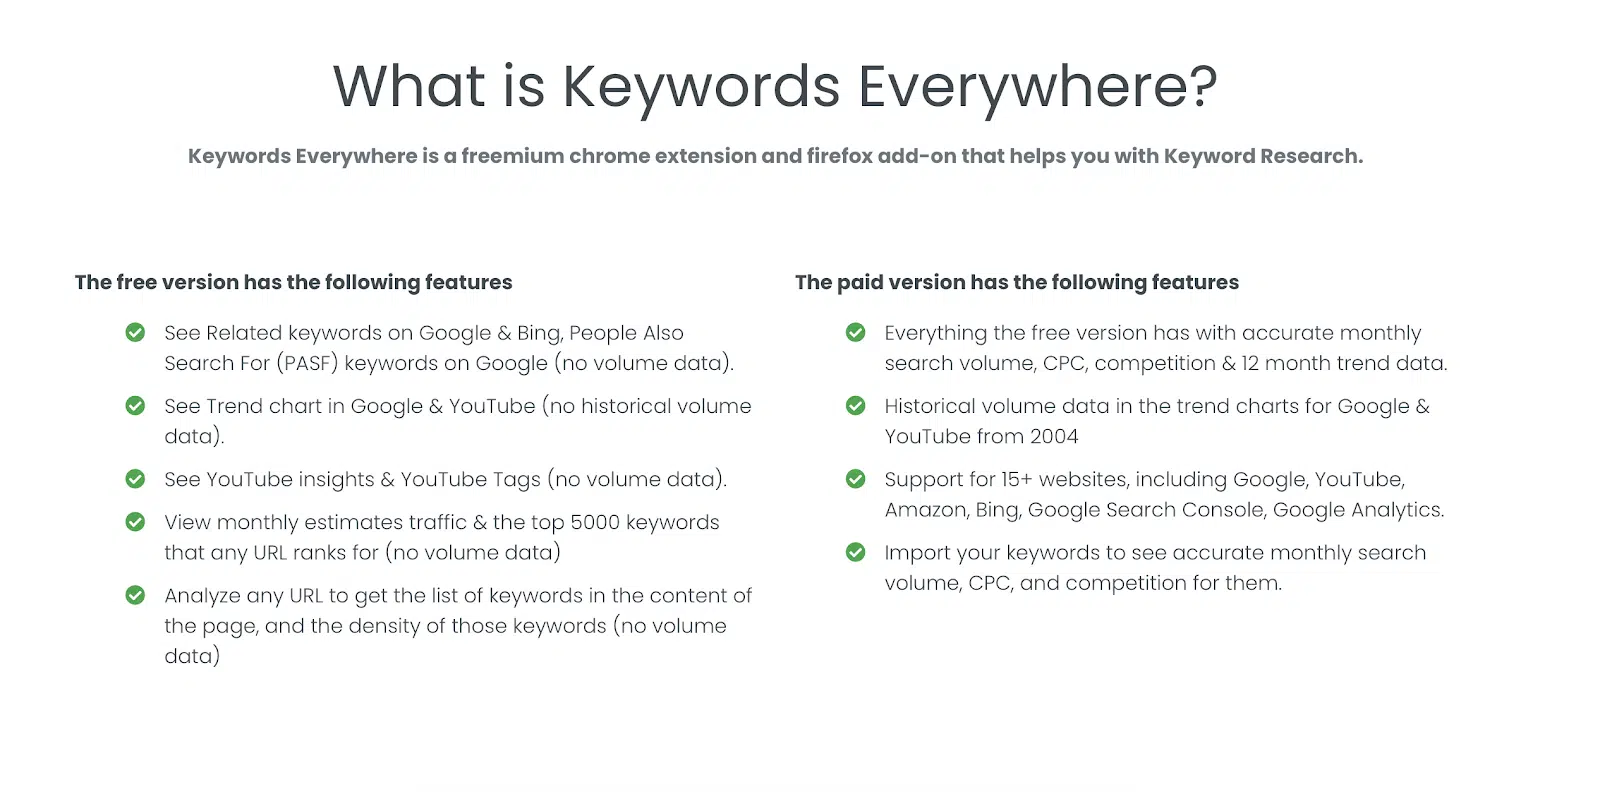 What is Keywords Everywhere?
Keywords Everywhere is a freemium chrome extension and firefox add-on that helps you with Keyword Research.
The free version has the following features
See Related keywords on Google & Bing, People Also
Search For (PASF) keywords on Google (no volume data).
See Trend chart in Google & YouTube (no historical volume
data).
See YouTube insights & YouTube Tags (no volume data).
View monthly estimates traffic & the top 5000 keywords
that any URL ranks for (no volume data)
Analyze any URL to get the list of keywords in the content of
the page, and the density of those keywords (no volume
data)
The paid version has the following features
Everything the free version has with accurate monthly
search volume, CPC, competition & 12 month trend data.
Historical volume data in the trend charts for Google &
YouTube from 2004
Support for 15+ websites, including Google, YouTube,
Amazon, Bing, Google Search Console, Google Analytics.
Import your keywords to see accurate monthly search
volume, CPC, and competition for them.